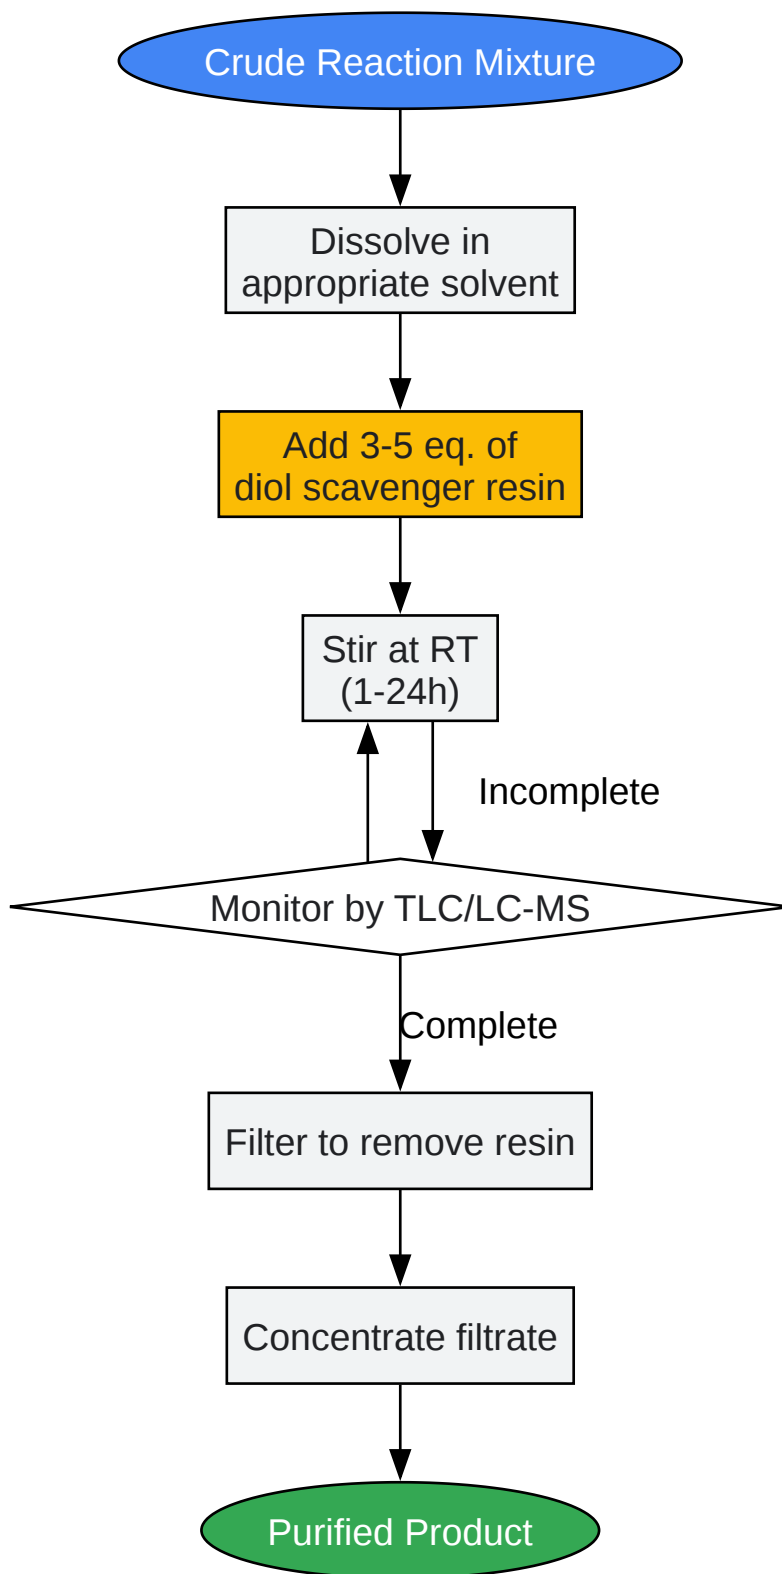 Crude Reaction Mixture
Dissolve in
appropriate solvent
Add 3-5 eq. of
diol scavenger resin
Stir at RT
(1-24h)
Incomplete
Monitor by TLC/LC-MS
Complete
Filter to remove resin
Concentrate filtrate
Purified Product